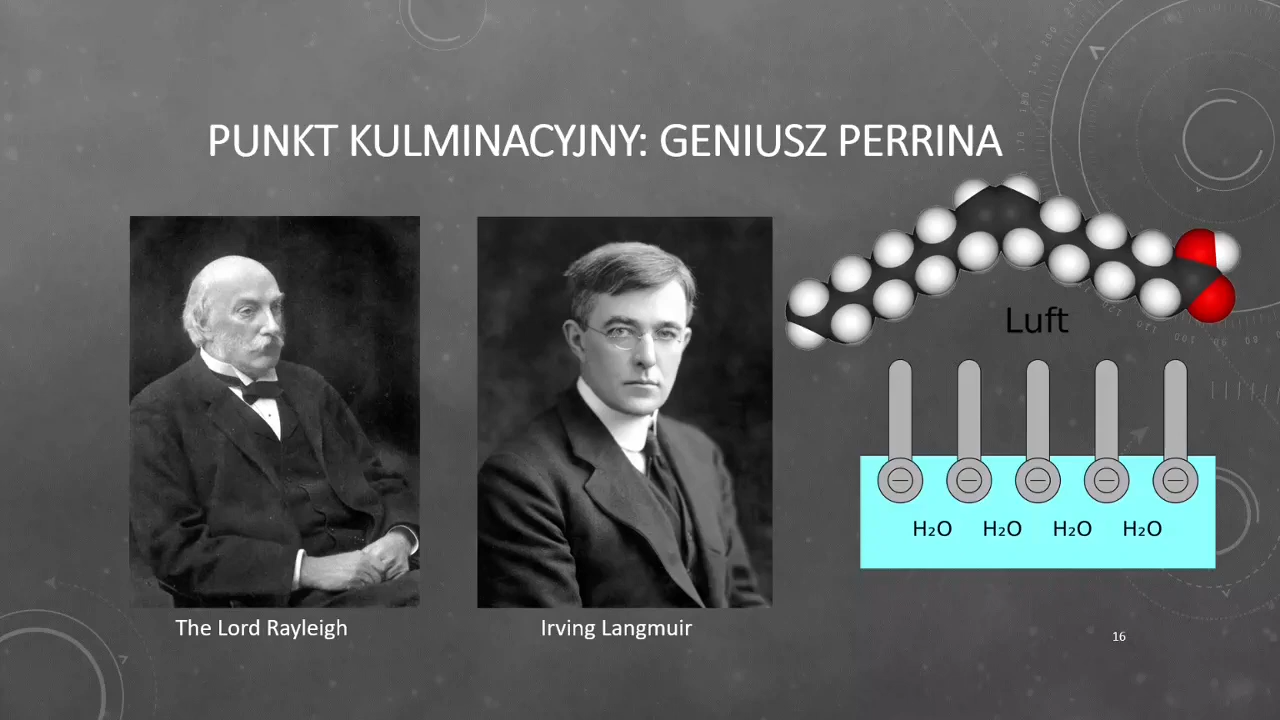 PUNKT KULMINACYJNY: GENIUSZ PERRINA
Luft
H₂O H₂O H₂O H₂O
The Lord Rayleigh
Irving Langmuir
16